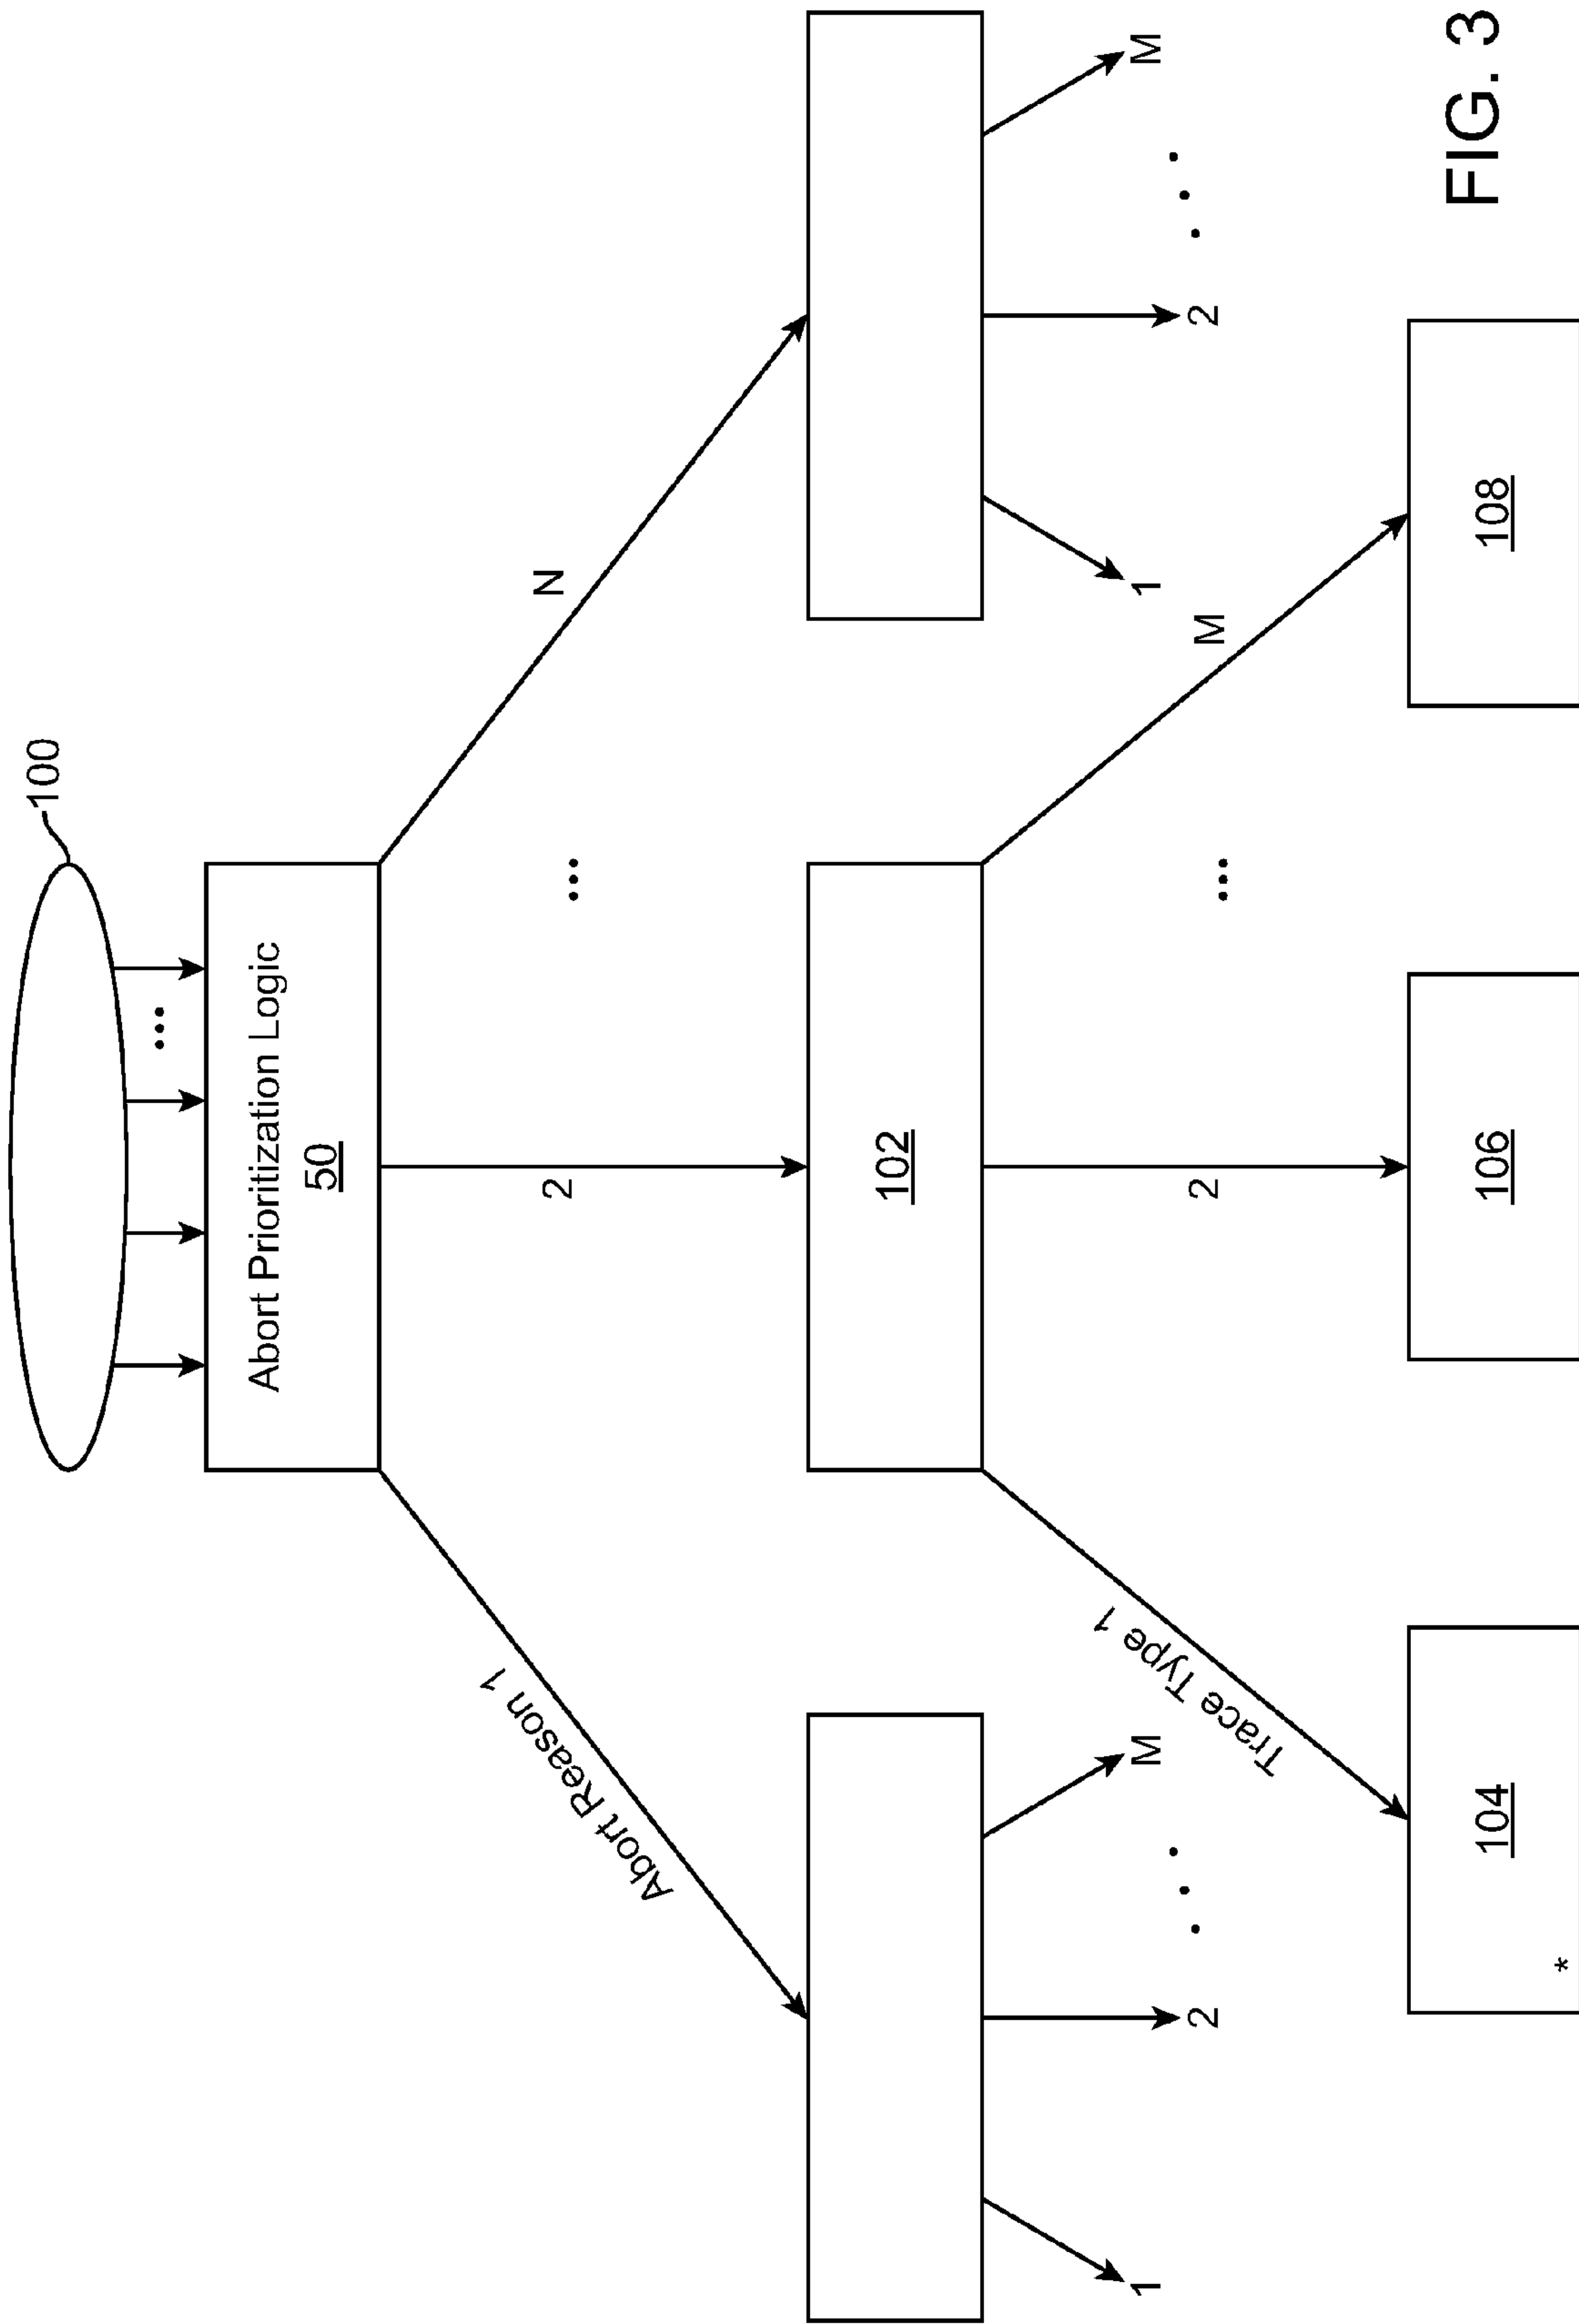 100
...
Abort Prioritization Logic
50
Abort Reason 1
2
...
N
102
1
2
...
M
Trace Type 1
2
...
M
1
2
...
M
104
*
106
108
FIG. 3